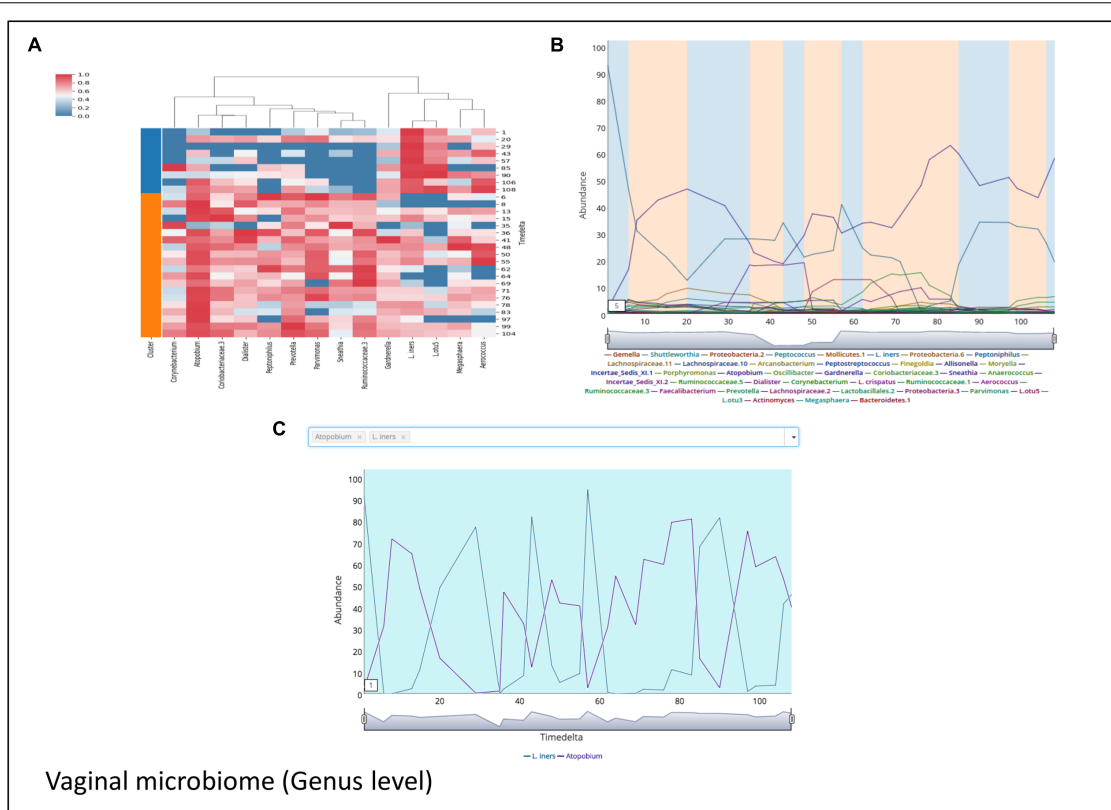 A
1.0
0.8
0.6
0.4
0.2
0.0
1
20
29
43
57
85
90
106
108
6
8
13
15
35
36
41
48
50
55
62
64
69
71
76
78
83
97
99
104
Timedelta
Cluster
Corynebacterium
Atopobium
Coriobacteriaceae.3
Dialister
Peptoniphilus
Prevotella
Parvimonas
Sneathia
Ruminococcaceae.3
Gardnerella
L. iners
Lotu5
Megasphaera
Aerococcus
B
100
90
80
70
60
50
40
30
20
10
0
Abundance
5
10 20 30 40 50 60 70 80 90 100
— Gemella — Shuttleworthia — Proteobacteria.2 — Peptococcus — Mollicutes.1 — L. iners — Proteobacteria.6 — Peptoniphilus —
Lachnospiraceae.11 — Lachnospiraceae.10 — Arcanobacterium — Peptostreptococcus — Finegoldia — Allisonella — Moryella —
Incertae_Sedis_XI.1 — Porphyromonas — Atopobium — Oscillibacter — Gardnerella — Coriobacteriaceae.3 — Sneathia — Anaerococcus —
Incertae_Sedis_XI.2 — Ruminococcaceae.5 — Dialister — Corynebacterium — L. crispatus — Ruminococcaceae.1 — Aerococcus —
Ruminococcaceae.3 — Faecalibacterium — Prevotella — Lachnospiraceae.2 — Lactobacillales.2 — Proteobacteria.3 — Parvimonas — L.otu5 —
L.otu3 — Actinomyces — Megasphaera — Bacteroidetes.1
C
Atopobium × L. iners ×
100
90
80
70
60
50
40
30
20
10
0
Abundance
1
20 40 60 80 100
Timedelta
— L. iners — Atopobium
Vaginal microbiome (Genus level)